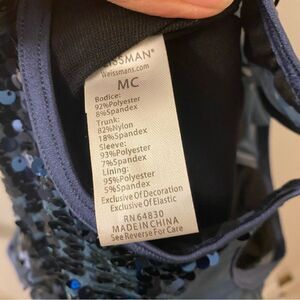 WEISSMAN®
Weissmans.com
MC
Bodice:
92%Polyester
8%Spandex
Trunk:
82%Nylon
18%Spandex
Sleeve:
93%Polyester
7%Spandex
Lining:
95%Polyester
5%Spandex
Exclusive Of Decoration
Exclusive Of Elastic
RN 64830
MADE IN CHINA
See Reverse For Care